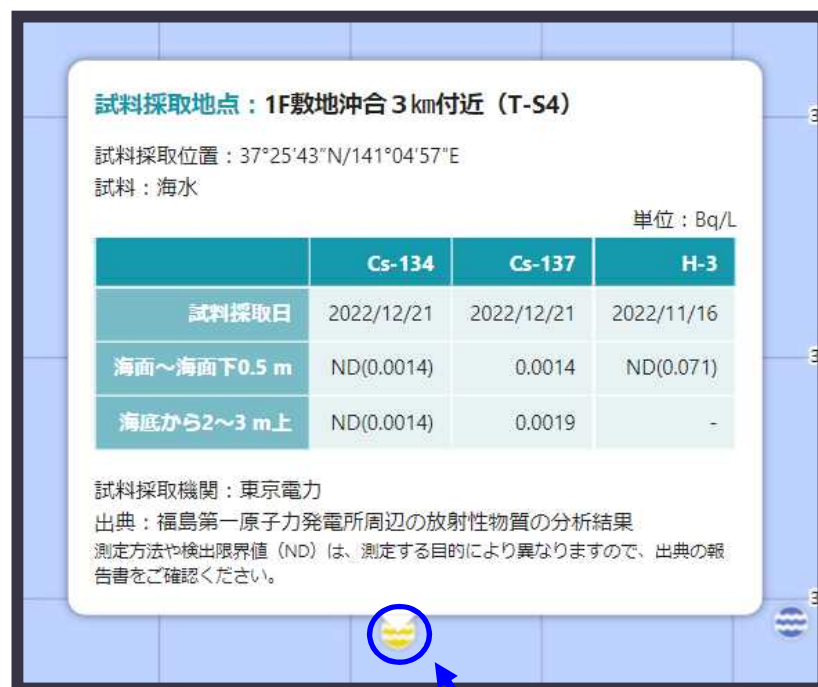 試料採取地点：1F敷地沖合３㎞付近（T-S4）
試料採取位置：37°25'43"N/141°04'57"E
試料：海水
単位：Bq/L
Cs-134 Cs-137 H-3
試料採取日 2022/12/21 2022/12/21 2022/11/16
海面～海面下0.5 m ND(0.0014) 0.0014 ND(0.071)
海底から2～3 m上 ND(0.0014) 0.0019 -
試料採取機関：東京電力
出典：福島第一原子力発電所周辺の放射性物質の分析結果
測定方法や検出限界値（ND）は、測定する目的により異なりますので、出典の報
告書をご確認ください。